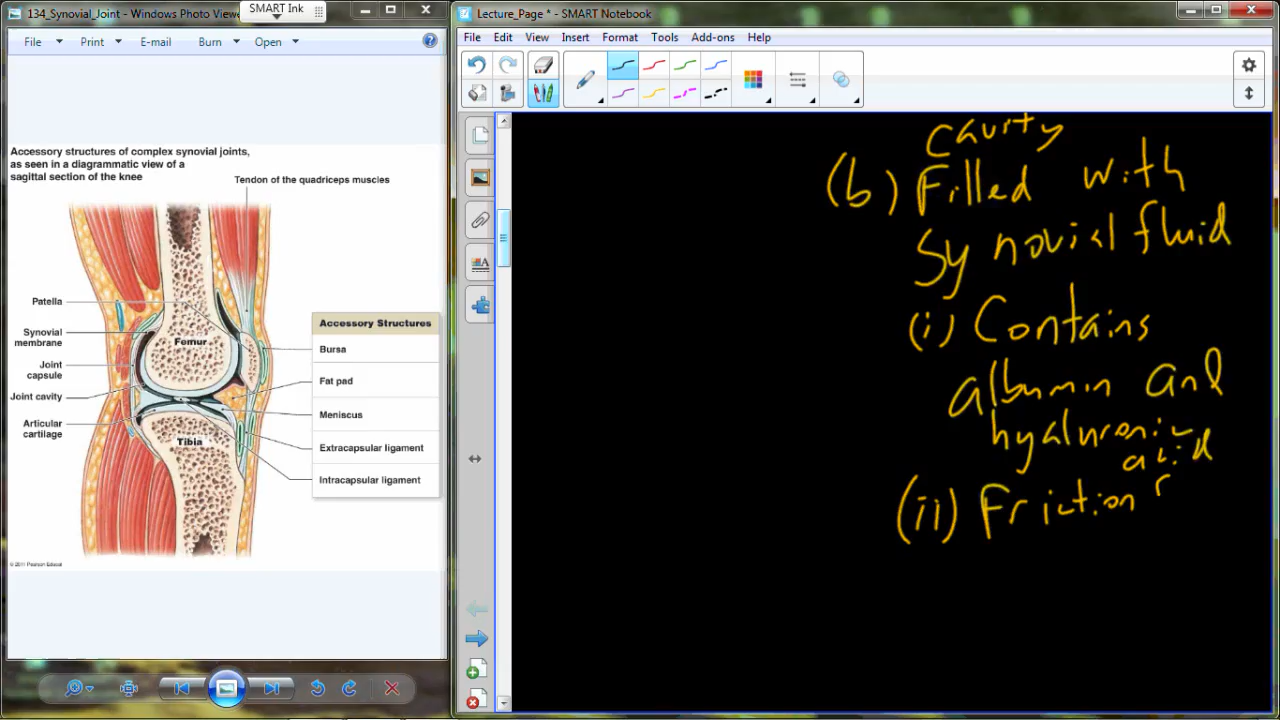 134_Synovial_Joint - Windows Photo Viewe
SMART Ink
File Print E-mail Burn Open
Accessory structures of complex synovial joints,
as seen in a diagrammatic view of a
sagittal section of the knee
Tendon of the quadriceps muscles
Patella
Synovial
membrane
Joint
capsule
Joint cavity
Articular
cartilage
Femur
Tibia
Accessory Structures
Bursa
Fat pad
Meniscus
Extracapsular ligament
Intracapsular ligament
Lecture_Page * - SMART Notebook
File Edit View Insert Format Tools Add-ons Help
Cavity
(b) Filled with
Synovial fluid
(i) Contains
albumin and
hyaluronic
acid
(ii) Friction r